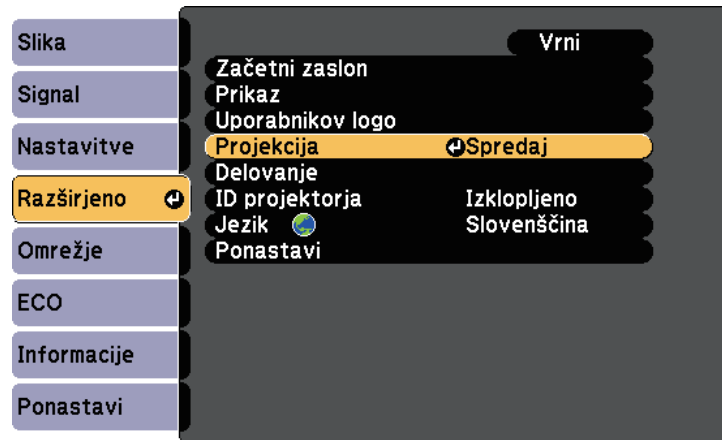 Slika
Signal
Nastavitve
Razširjeno
Omrežje
ECO
Informacije
Ponastavi
Vrni
Začetni zaslon
Prikaz
Uporabnikov logo
Projekcija Spredaj
Delovanje
ID projektorja Izklopljeno
Jezik Slovenščina
Ponastavi